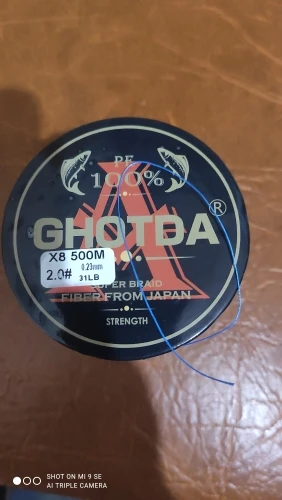 PE
100%
GHOTDA®
X8 500M
2.0# 0.23mm
31LB
SUPER BRAID
FIBER FROM JAPAN
STRENGTH
SHOT ON MI 9 SE
AI TRIPLE CAMERA